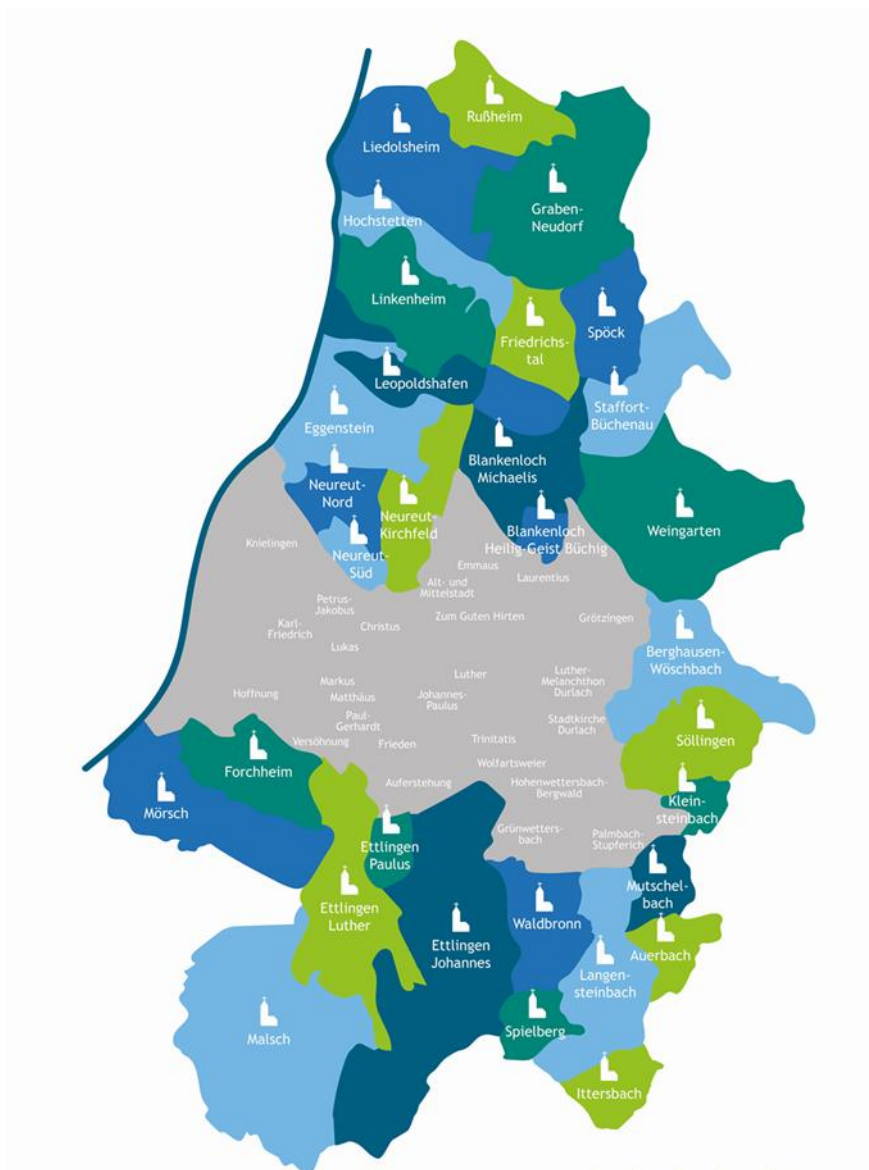 Rußheim
Liedolsheim
Graben-
Neudorf
Hochstetten
Linkenheim
Spöck
Friedrichs-
tal
Leopoldshafen
Staffort-
Büchenau
Eggenstein
Blankenloch
Michaelis
Neureut-
Nord
Neureut-
Kirchfeld
Blankenloch
Heilig-Geist Büchig
Weingarten
Neureut-
Süd
Knielingen
Emmaus
Laurentius
Alt- und
Mittelstadt
Petrus-
Jakobus
Zum Guten Hirten
Grötzingen
Karl-
Friedrich
Christus
Lukas
Berghausen-
Wöschbach
Luther
Luther-
Melanchthon
Durlach
Markus
Hoffnung
Matthäus
Johannes-
Paulus
Paul-
Gerhardt
Stadtkirche
Durlach
Söllingen
Versöhnung
Frieden
Trinitatis
Wolfartsweier
Forchheim
Auferstehung
Hohenwettersbach-
Bergwald
Klein-
steinbach
Mörsch
Grünwetters-
bach
Palmbach-
Stupferich
Ettlingen
Paulus
Mutschel-
bach
Ettlingen
Luther
Waldbronn
Ettlingen
Johannes
Auerbach
Langen-
steinbach
Spielberg
Malsch
Ittersbach